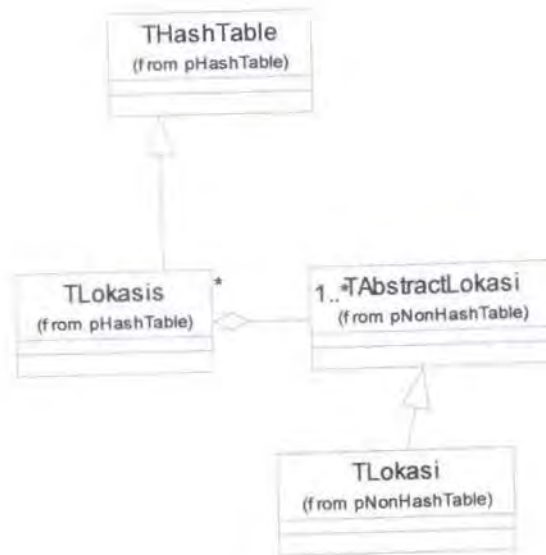 THashTable
(from pHashTable)
TLokasis
(from pHashTable)
*
1..*
TAbstractLokasi
(from pNonHashTable)
TLokasi
(from pNonHashTable)